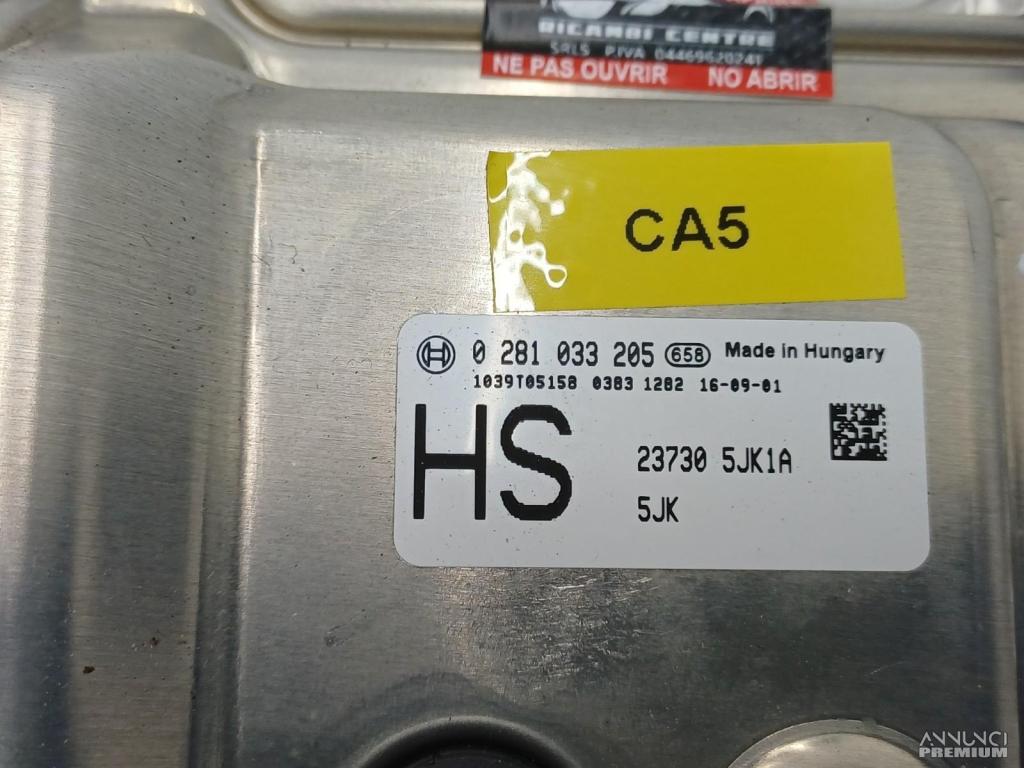 RICAMBI CENTRE
SRLS P.IVA 04469620241
NE PAS OUVRIR NO ABRIR
CA5
H 0 281 033 205 658 Made in Hungary
1039T05158 0383 1282 16-09-01
HS
23730 5JK1A
5JK
ANNUNCI
PREMIUM